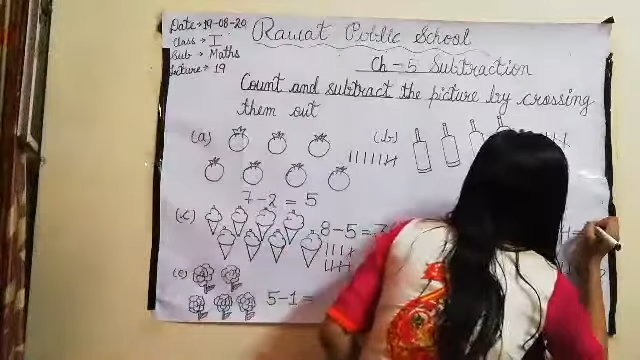 Date → 19-08-20
Class → I
Sub → Maths
Lecture → 19
Rawat Public School
Ch - 5 Subtraction
Count and subtract the picture by crossing
them out
(a)
(b)
7 - 2 = 5
(c)
8 - 5 =
(e)
5 - 1 =